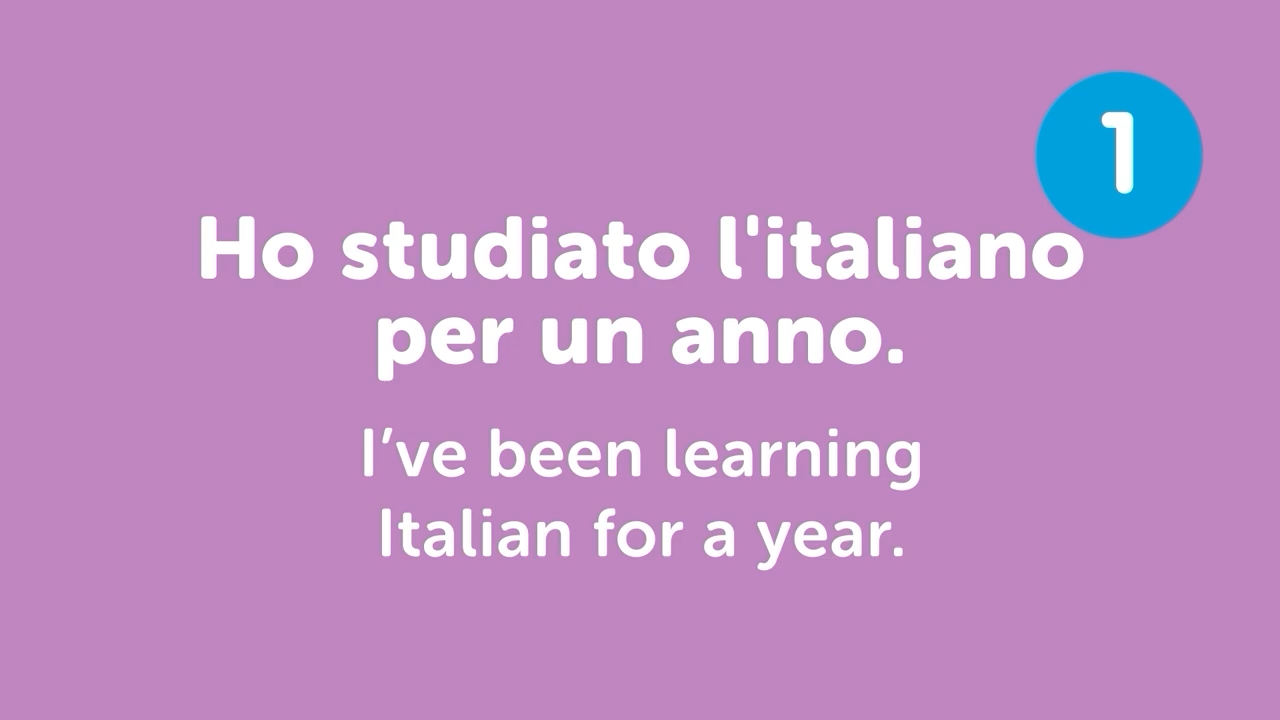 1
Ho studiato l'italiano
per un anno.
I’ve been learning
Italian for a year.